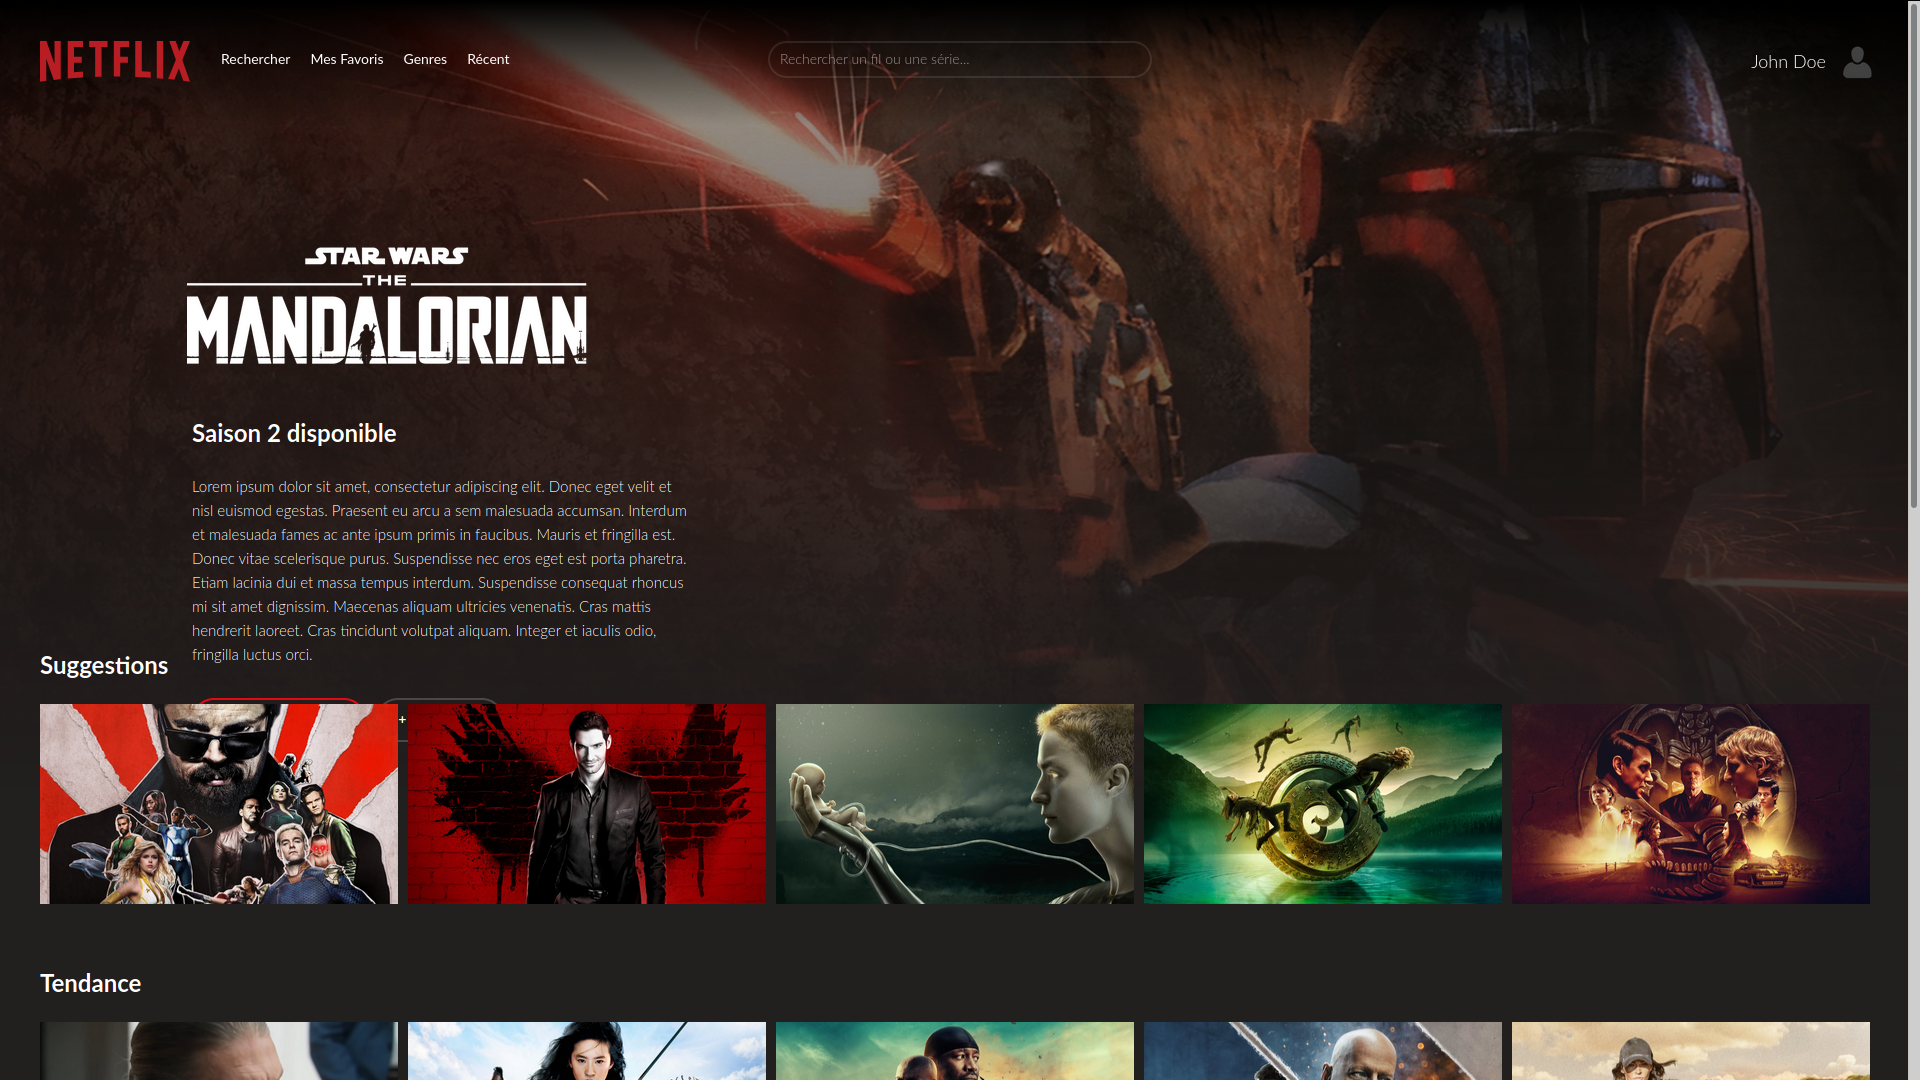 NETFLIX
Rechercher
Mes Favoris
Genres
Récent
Rechercher un fil ou une série...
John Doe
STAR WARS
THE
MANDALORIAN
Saison 2 disponible
Lorem ipsum dolor sit amet, consectetur adipiscing elit. Donec eget velit et
nisl euismod egestas. Praesent eu arcu a sem malesuada accumsan. Interdum
et malesuada fames ac ante ipsum primis in faucibus. Mauris et fringilla est.
Donec vitae scelerisque purus. Suspendisse nec eros eget est porta pharetra.
Etiam lacinia dui et massa tempus interdum. Suspendisse consequat rhoncus
mi sit amet dignissim. Maecenas aliquam ultricies venenatis. Cras mattis
hendrerit laoreet. Cras tincidunt volutpat aliquam. Integer et iaculis odio,
fringilla luctus orci.
Suggestions
+
Tendance